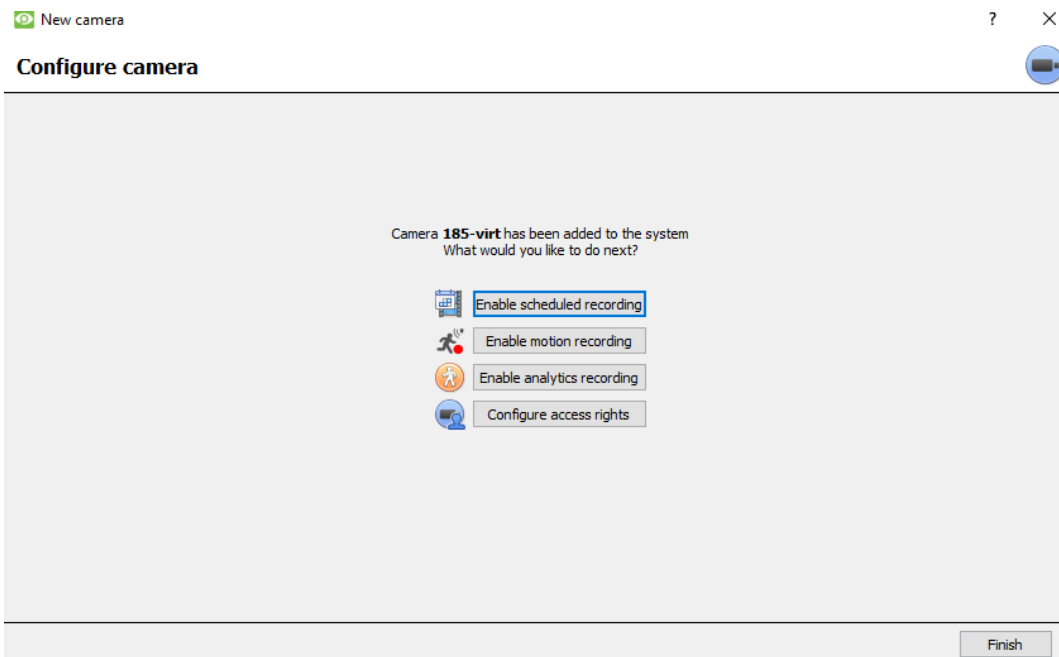 New camera
?
Configure camera
Camera 185-virt has been added to the system
What would you like to do next?
Enable scheduled recording
Enable motion recording
Enable analytics recording
Configure access rights
Finish